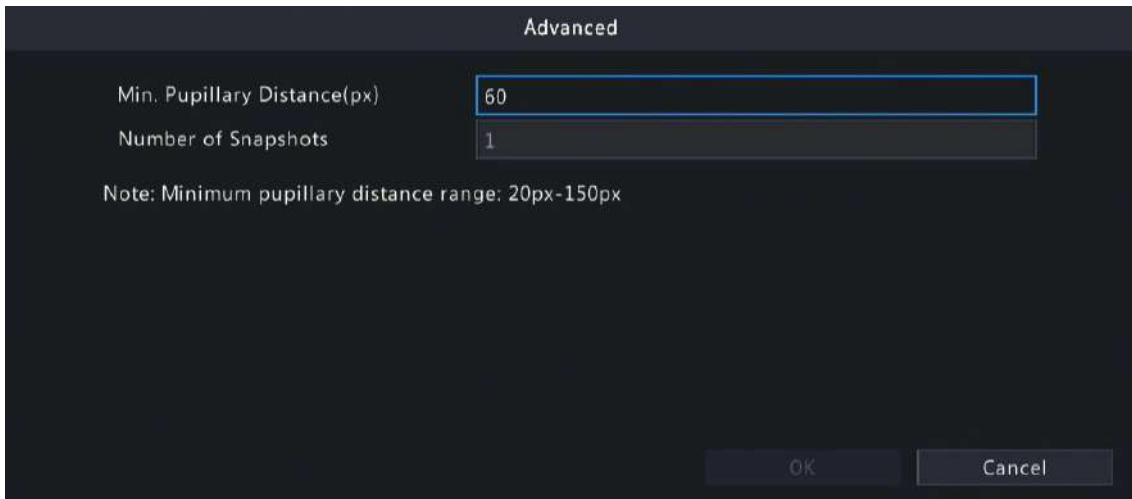 Advanced
Min. Pupillary Distance(px) 60
Number of Snapshots 1
Note: Minimum pupillary distance range: 20px-150px
OK Cancel